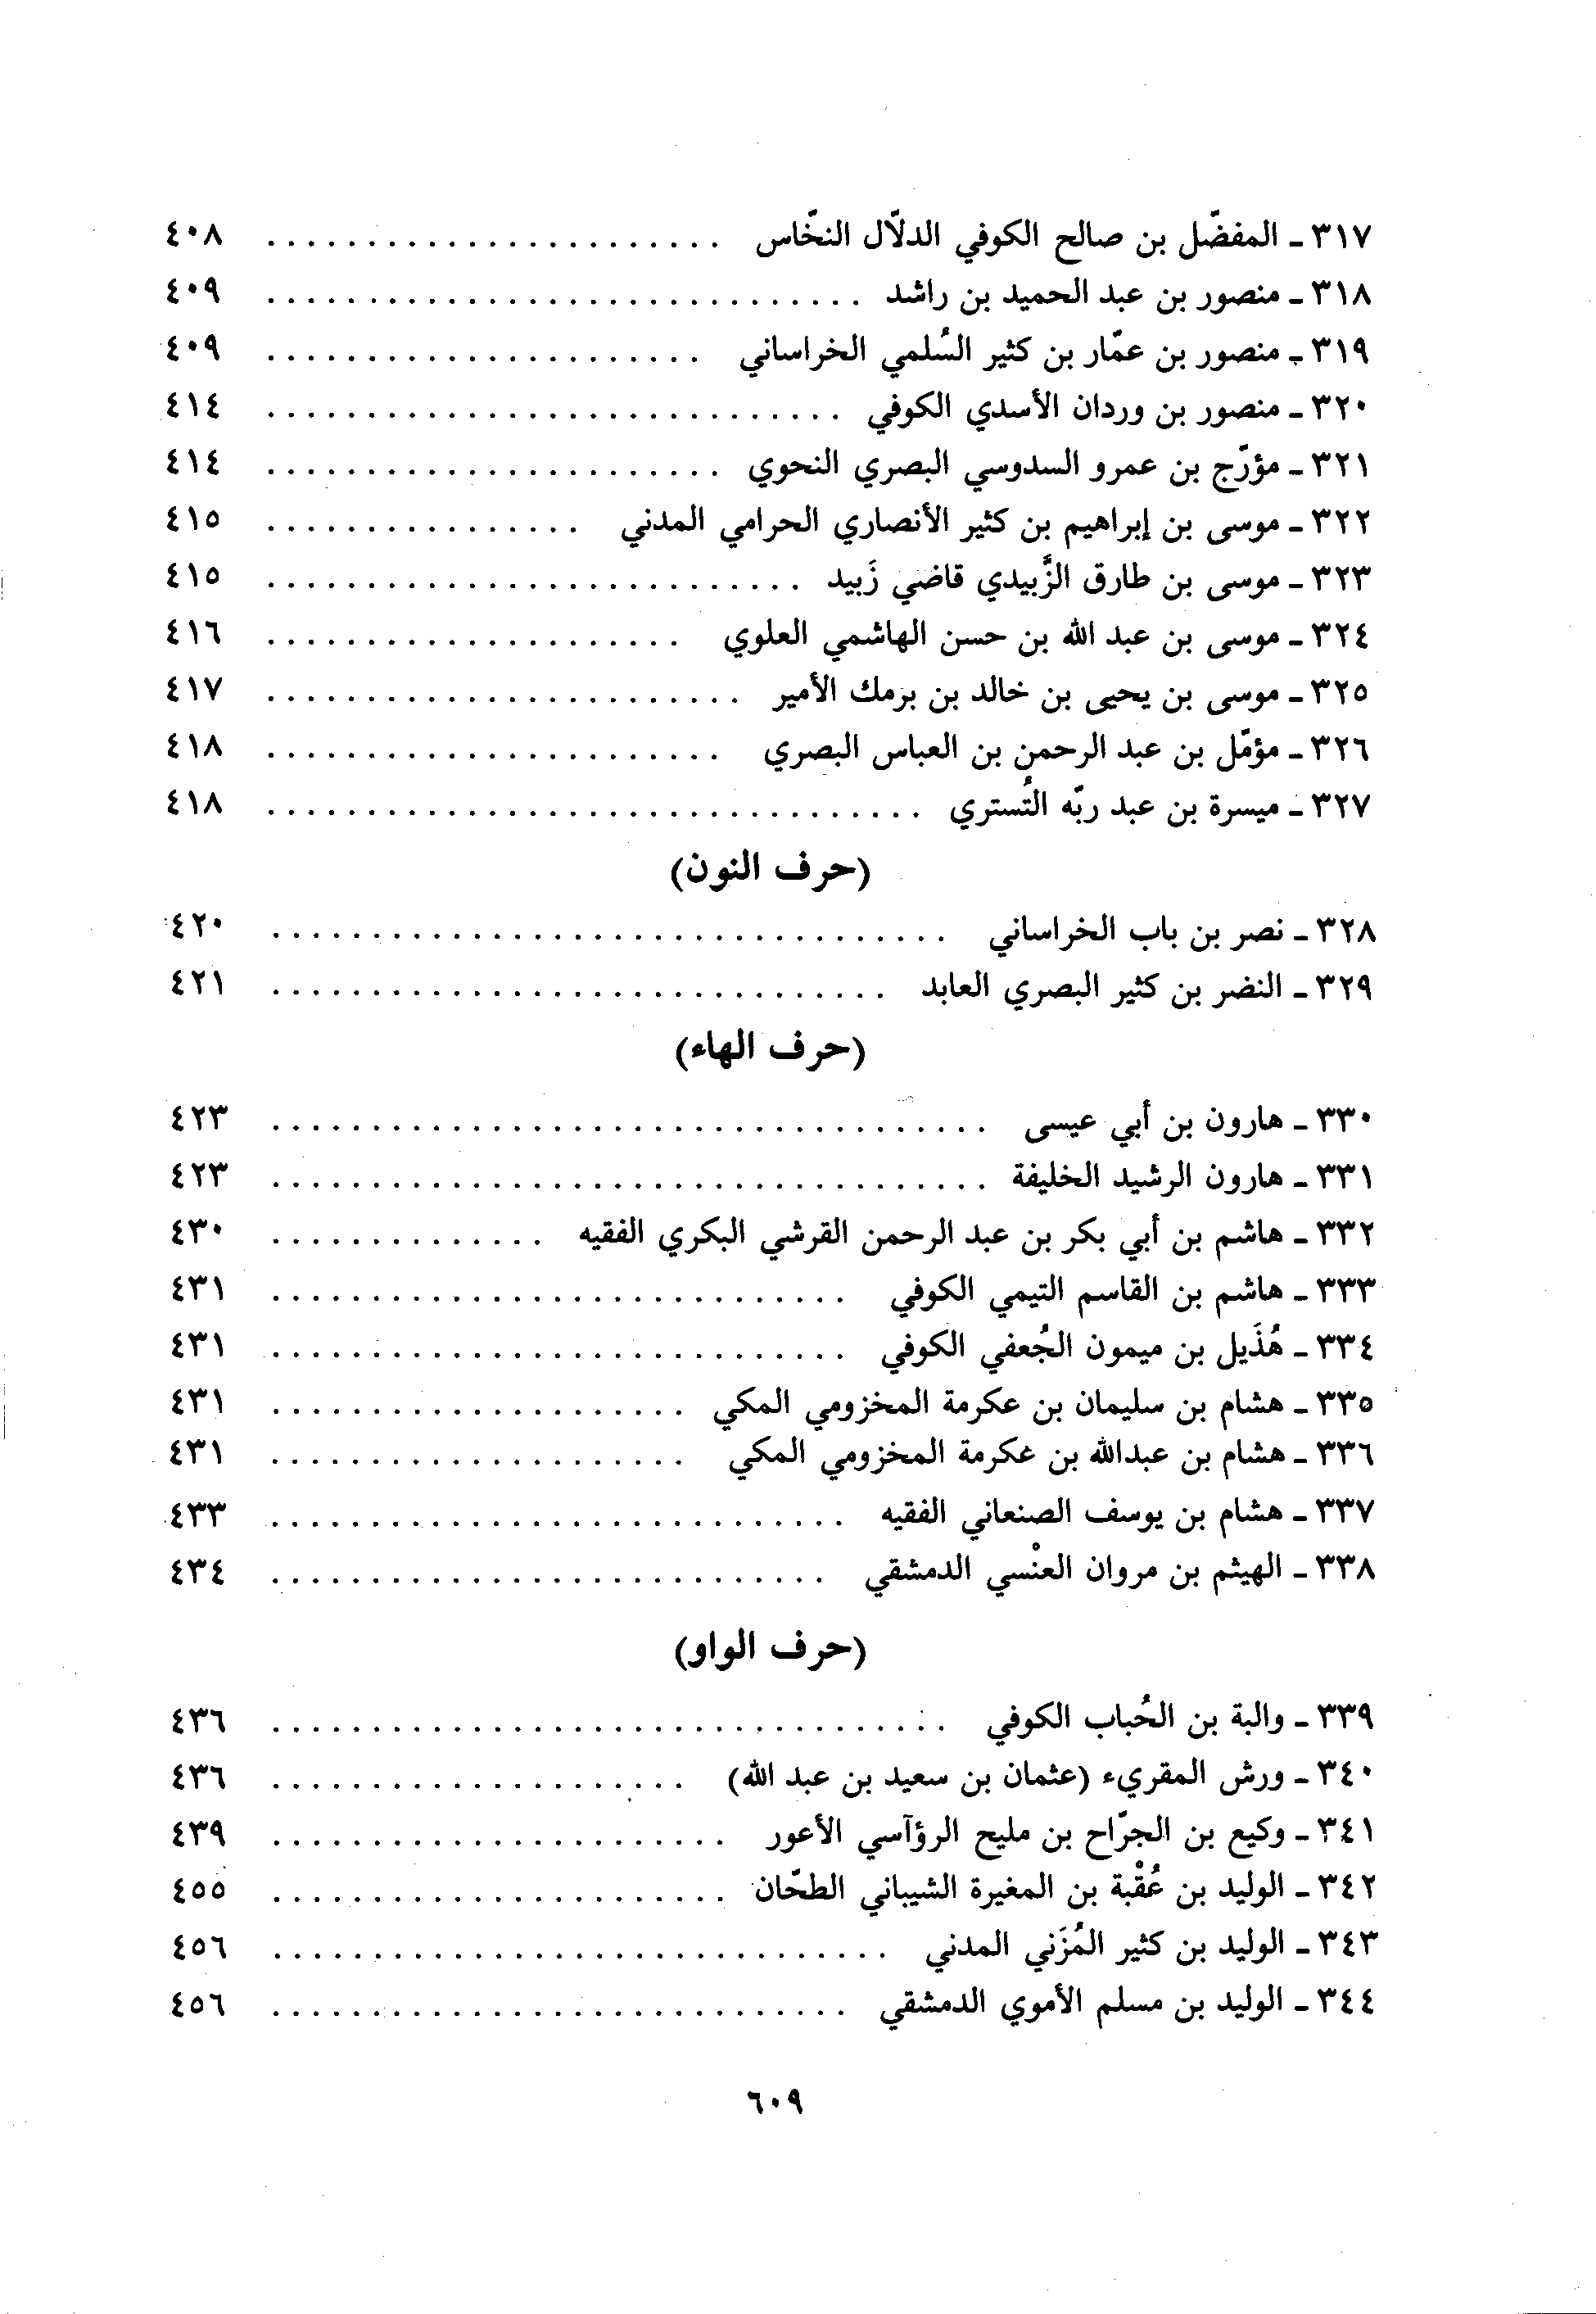 ٣١٧ - المفضّل بن صالح الكوفي الدلّال النخّاس . . . . . . . . . . . . . . . . . . . . . . . ٤٠٨
٣١٨ - منصور بن عبد الحميد بن راشد . . . . . . . . . . . . . . . . . . . . . . . . . . . . . . ٤٠٩
٣١٩ - منصور بن عمّار بن كثير السُلمي الخراساني . . . . . . . . . . . . . . . . . . . . . . ٤٠٩
٣٢٠ - منصور بن وردان الأسدي الكوفي . . . . . . . . . . . . . . . . . . . . . . . . . . . . . ٤١٤
٣٢١ - مؤرّج بن عمرو السدوسي البصري النحوي . . . . . . . . . . . . . . . . . . . . . . . ٤١٤
٣٢٢ - موسى بن إبراهيم بن كثير الأنصاري الحرامي المدني . . . . . . . . . . . . . . . . ٤١٥
٣٢٣ - موسى بن طارق الزَّبيدي قاضي زَبيد . . . . . . . . . . . . . . . . . . . . . . . . . . . ٤١٥
٣٢٤ - موسى بن عبد الله بن حسن الهاشمي العلوي . . . . . . . . . . . . . . . . . . . . . ٤١٦
٣٢٥ - موسى بن يحيى بن خالد بن برمك الأمير . . . . . . . . . . . . . . . . . . . . . . . . ٤١٧
٣٢٦ - مؤمّل بن عبد الرحمن بن العباس البصري . . . . . . . . . . . . . . . . . . . . . . . ٤١٨
٣٢٧ - ميسرة بن عبد ربّه التُستري . . . . . . . . . . . . . . . . . . . . . . . . . . . . . . . . . ٤١٨
(حرف النون)
٣٢٨ - نصر بن باب الخراساني . . . . . . . . . . . . . . . . . . . . . . . . . . . . . . . . . . ٤٢٠
٣٢٩ - النضر بن كثير البصري العابد . . . . . . . . . . . . . . . . . . . . . . . . . . . . . . . ٤٢١
(حرف الهاء)
٣٣٠ - هارون بن أبي عيسى . . . . . . . . . . . . . . . . . . . . . . . . . . . . . . . . . . . . ٤٢٣
٣٣١ - هارون الرشيد الخليفة . . . . . . . . . . . . . . . . . . . . . . . . . . . . . . . . . . . . ٤٢٣
٣٣٢ - هاشم بن أبي بكر بن عبد الرحمن القرشي البكري الفقيه . . . . . . . . . . . . . . ٤٣٠
٣٣٣ - هاشم بن القاسم التيمي الكوفي . . . . . . . . . . . . . . . . . . . . . . . . . . . . . ٤٣١
٣٣٤ - هُذَيل بن ميمون الجُعفي الكوفي . . . . . . . . . . . . . . . . . . . . . . . . . . . . . ٤٣١
٣٣٥ - هشام بن سليمان بن عكرمة المخزومي المكي . . . . . . . . . . . . . . . . . . . . . ٤٣١
٣٣٦ - هشام بن عبدالله بن عكرمة المخزومي المكي . . . . . . . . . . . . . . . . . . . . . ٤٣١
٣٣٧ - هشام بن يوسف الصنعاني الفقيه . . . . . . . . . . . . . . . . . . . . . . . . . . . . . ٤٣٣
٣٣٨ - الهيثم بن مروان العنْسي الدمشقي . . . . . . . . . . . . . . . . . . . . . . . . . . . . ٤٣٤
(حرف الواو)
٣٣٩ - والبة بن الحُباب الكوفي . . . . . . . . . . . . . . . . . . . . . . . . . . . . . . . . . . ٤٣٦
٣٤٠ - ورش المقريء (عثمان بن سعيد بن عبد الله) . . . . . . . . . . . . . . . . . . . . . ٤٣٦
٣٤١ - وكيع بن الجرّاح بن مليح الرؤآسي الأعور . . . . . . . . . . . . . . . . . . . . . . . ٤٣٩
٣٤٢ - الوليد بن عُقْبة بن المغيرة الشيباني الطحّان . . . . . . . . . . . . . . . . . . . . . . . ٤٥٥
٣٤٣ - الوليد بن كثير المُزَني المدني . . . . . . . . . . . . . . . . . . . . . . . . . . . . . . . ٤٥٦
٣٤٤ - الوليد بن مسلم الأموي الدمشقي . . . . . . . . . . . . . . . . . . . . . . . . . . . . . ٤٥٦
٦٠٩